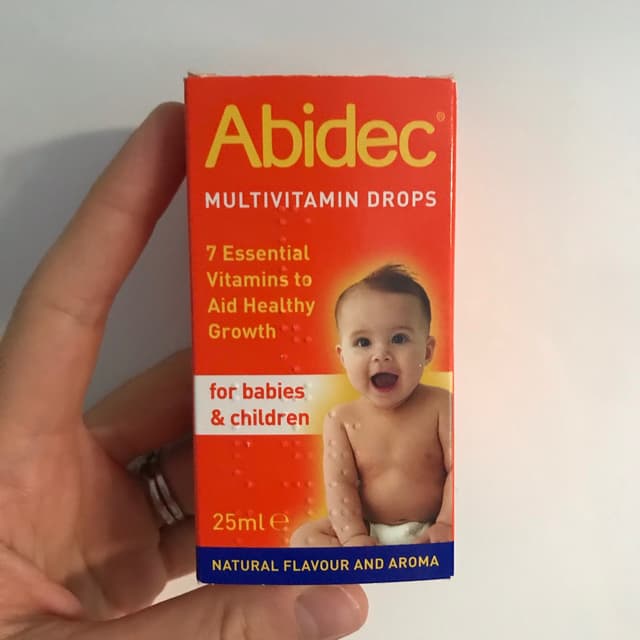 Abidec®
MULTIVITAMIN DROPS
7 Essential
Vitamins to
Aid Healthy
Growth
for babies
& children
25ml ℮
NATURAL FLAVOUR AND AROMA